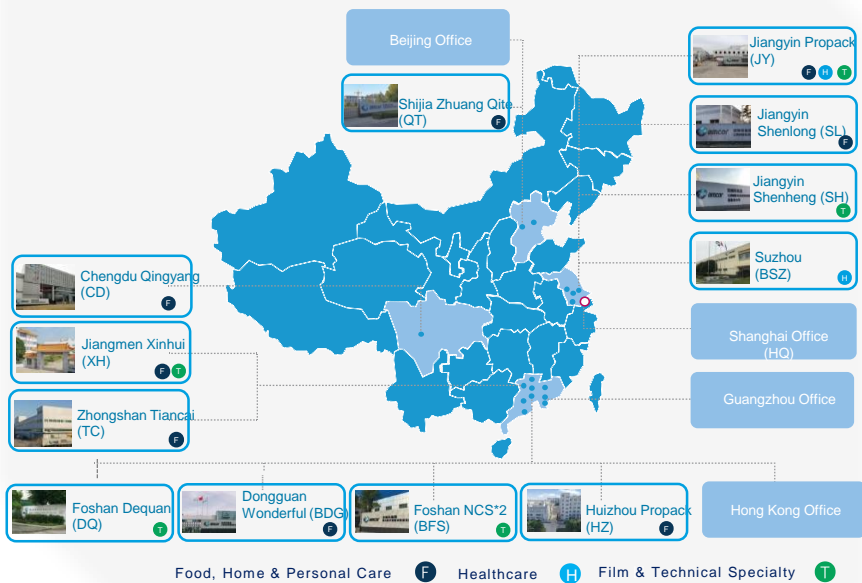 Beijing Office
Shijia Zhuang Qite
(QT)
F
Jiangyin Propack
(JY)
F H T
Jiangyin
Shenlong (SL)
F
amcor
Jiangyin
Shenheng (SH)
T
Suzhou
(BSZ)
H
Shanghai Office
(HQ)
Guangzhou Office
Chengdu Qingyang
(CD)
F
Jiangmen Xinhui
(XH)
F T
Zhongshan Tiancai
(TC)
F
Foshan Dequan
(DQ)
T
Dongguan
Wonderful (BDG)
F
Foshan NCS*2
(BFS)
T
Huizhou Propack
(HZ)
F
Hong Kong Office
Food, Home & Personal Care F Healthcare H Film & Technical Specialty T